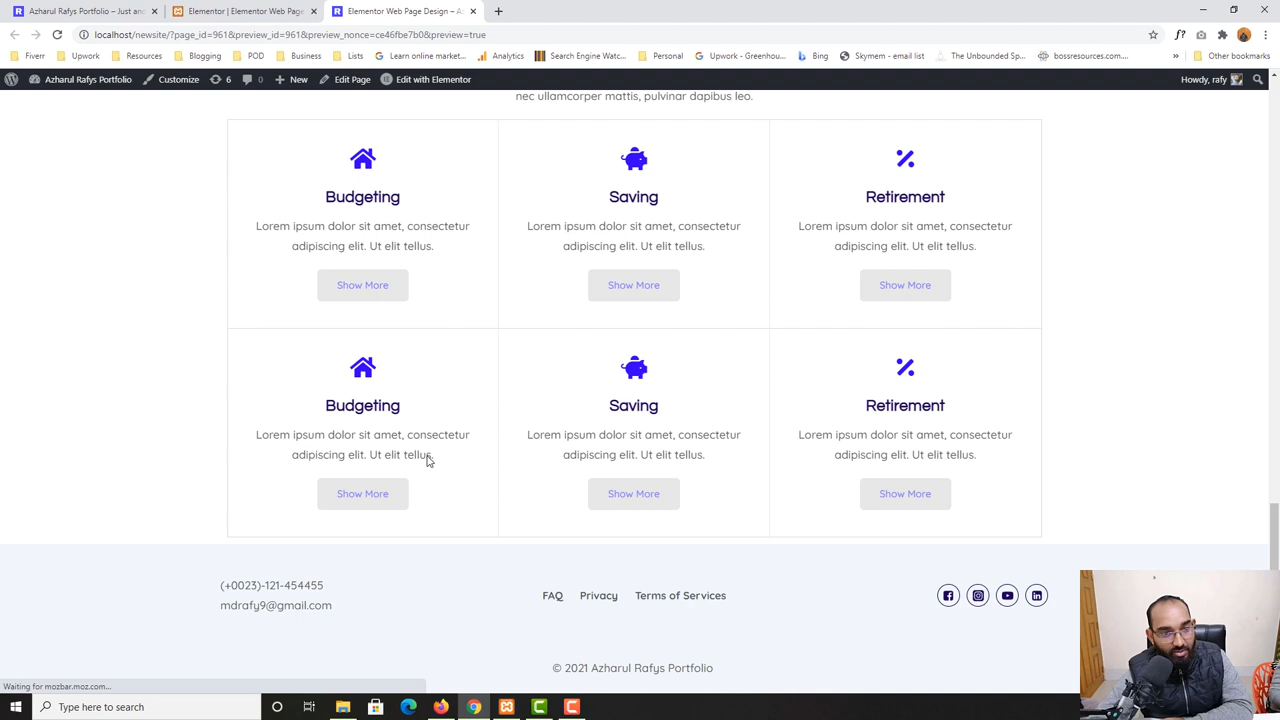 Azharul Rafys Portfolio – Just and
Elementor | Elementor Web Page
Elementor Web Page Design – A
localhost/newsite/?page_id=961&preview_id=961&preview_nonce=ce46fbe7b0&preview=true
Fiverr Upwork Resources Blogging POD Business Lists Learn online market... Analytics Search Engine Watc... Personal Upwork - Greenhou... Bing Skymem - email list The Unbounded Sp... bossresources.com.... Other bookmarks
Azharul Rafys Portfolio Customize 6 0 New Edit Page Edit with Elementor Howdy, rafy
nec ullamcorper mattis, pulvinar dapibus leo.
Budgeting Saving Retirement
Lorem ipsum dolor sit amet, consectetur Lorem ipsum dolor sit amet, consectetur Lorem ipsum dolor sit amet, consectetur
adipiscing elit. Ut elit tellus. adipiscing elit. Ut elit tellus. adipiscing elit. Ut elit tellus.
Show More Show More Show More
Budgeting Saving Retirement
Lorem ipsum dolor sit amet, consectetur Lorem ipsum dolor sit amet, consectetur Lorem ipsum dolor sit amet, consectetur
adipiscing elit. Ut elit tellus. adipiscing elit. Ut elit tellus. adipiscing elit. Ut elit tellus.
Show More Show More Show More
(+0023)-121-454455
mdrafy9@gmail.com
FAQ Privacy Terms of Services
© 2021 Azharul Rafys Portfolio
Waiting for mozbar.moz.com...
Type here to search